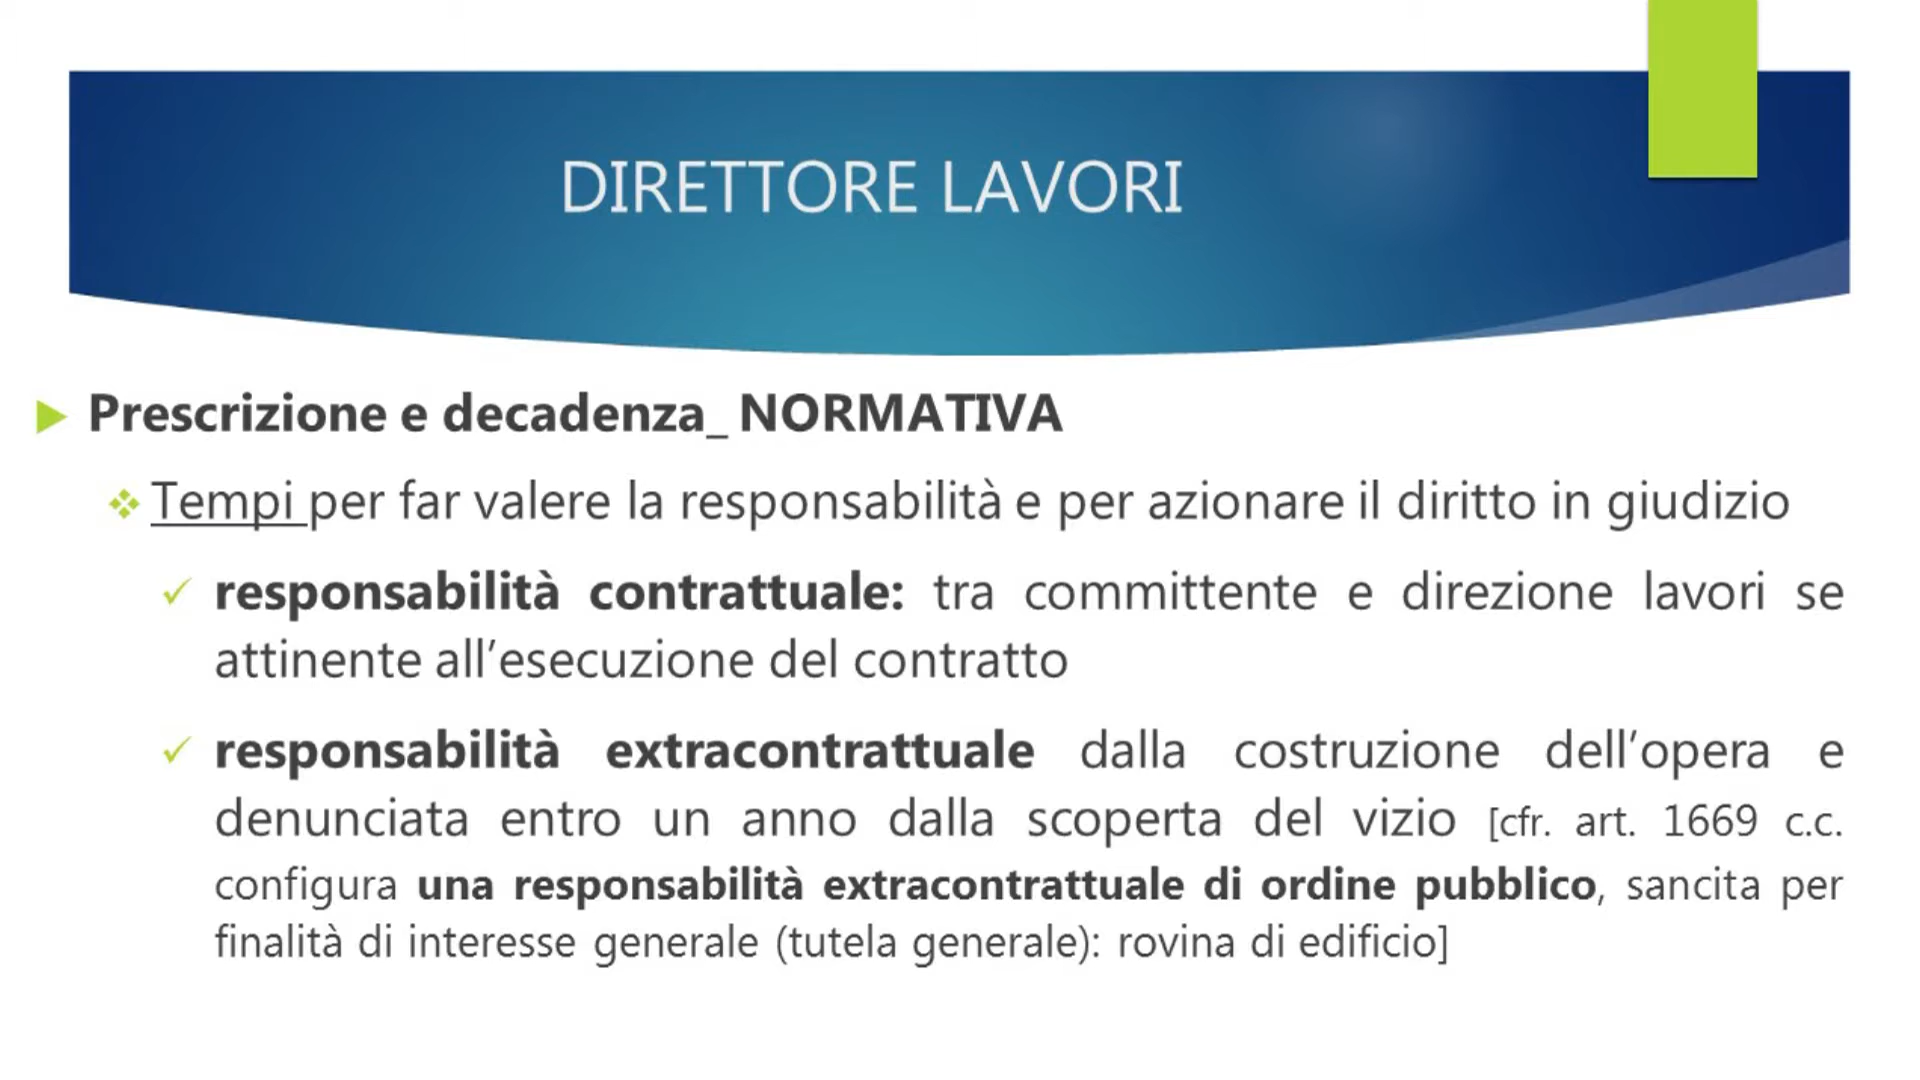 DIRETTORE LAVORI
Prescrizione e decadenza_ NORMATIVA
Tempi per far valere la responsabilità e per azionare il diritto in giudizio
responsabilità contrattuale: tra committente e direzione lavori se
attinente all’esecuzione del contratto
responsabilità extracontrattuale dalla costruzione dell’opera e
denunciata entro un anno dalla scoperta del vizio [cfr. art. 1669 c.c.
configura una responsabilità extracontrattuale di ordine pubblico, sancita per
finalità di interesse generale (tutela generale): rovina di edificio]